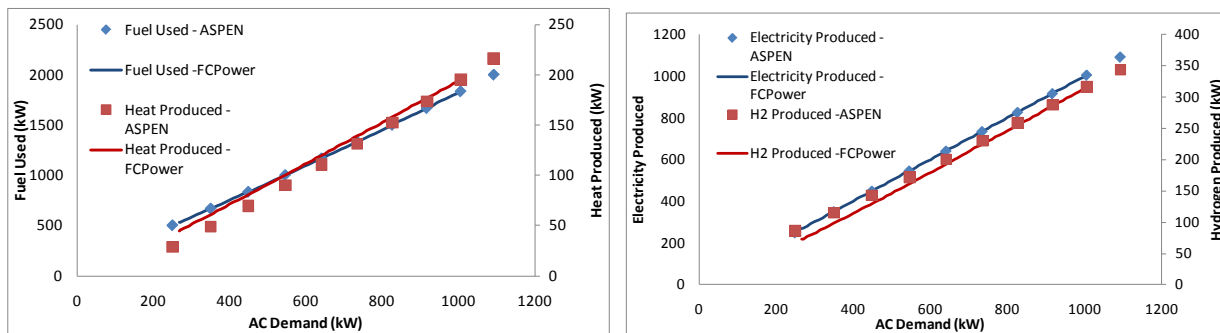 2500
2000
1500
1000
500
0
Fuel Used (kW)
Fuel Used - ASPEN
Fuel Used -FCPower
Heat Produced -
ASPEN
Heat Produced -
FCPower
250
200
150
100
50
0
Heat Produced (kW)
0 200 400 600 800 1000 1200
AC Demand (kW)
1200
1000
800
600
400
200
0
Electricity Produced
Electricity Produced -
ASPEN
Electricity Produced -
FCPower
H2 Produced -ASPEN
H2 Produced -FCPower
400
350
300
250
200
150
100
50
0
Hydrogen Produced (kW)
0 200 400 600 800 1000 1200
AC Demand (kW)